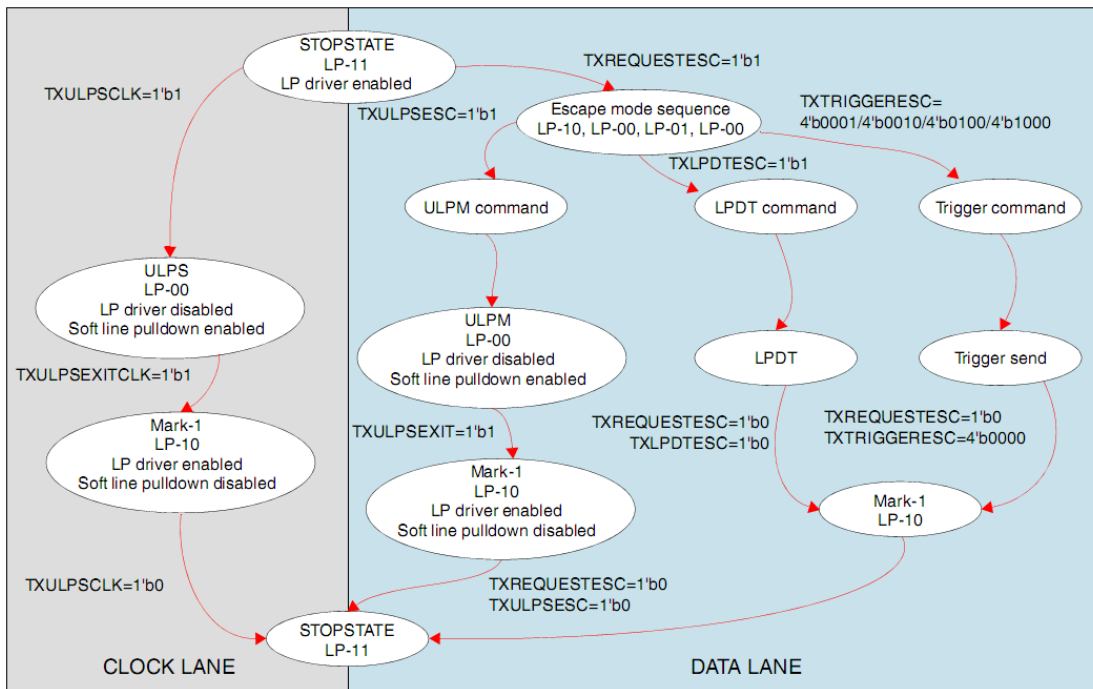 STOPSTATE
LP-11
LP driver enabled
TXREQUESTESC=1'b1
TXULPSCLK=1'b1
TXULPSESC=1'b1
Escape mode sequence
LP-10, LP-00, LP-01, LP-00
TXTRIGGERESC=
4'b0001/4'b0010/4'b0100/4'b1000
TXLPDTESC=1'b1
ULPM command
LPDT command
Trigger command
ULPS
LP-00
LP driver disabled
Soft line pulldown enabled
ULPM
LP-00
LP driver disabled
Soft line pulldown enabled
LPDT
Trigger send
TXULPSEXITCLK=1'b1
Mark-1
LP-10
LP driver enabled
Soft line pulldown disabled
TXULPSEXIT=1'b1
TXREQUESTESC=1'b0
TXLPDTESC=1'b0
TXREQUESTESC=1'b0
TXTRIGGERESC=4'b0000
Mark-1
LP-10
LP driver enabled
Soft line pulldown disabled
Mark-1
LP-10
TXULPSCLK=1'b0
TXREQUESTESC=1'b0
TXULPSESC=1'b0
STOPSTATE
LP-11
CLOCK LANE
DATA LANE